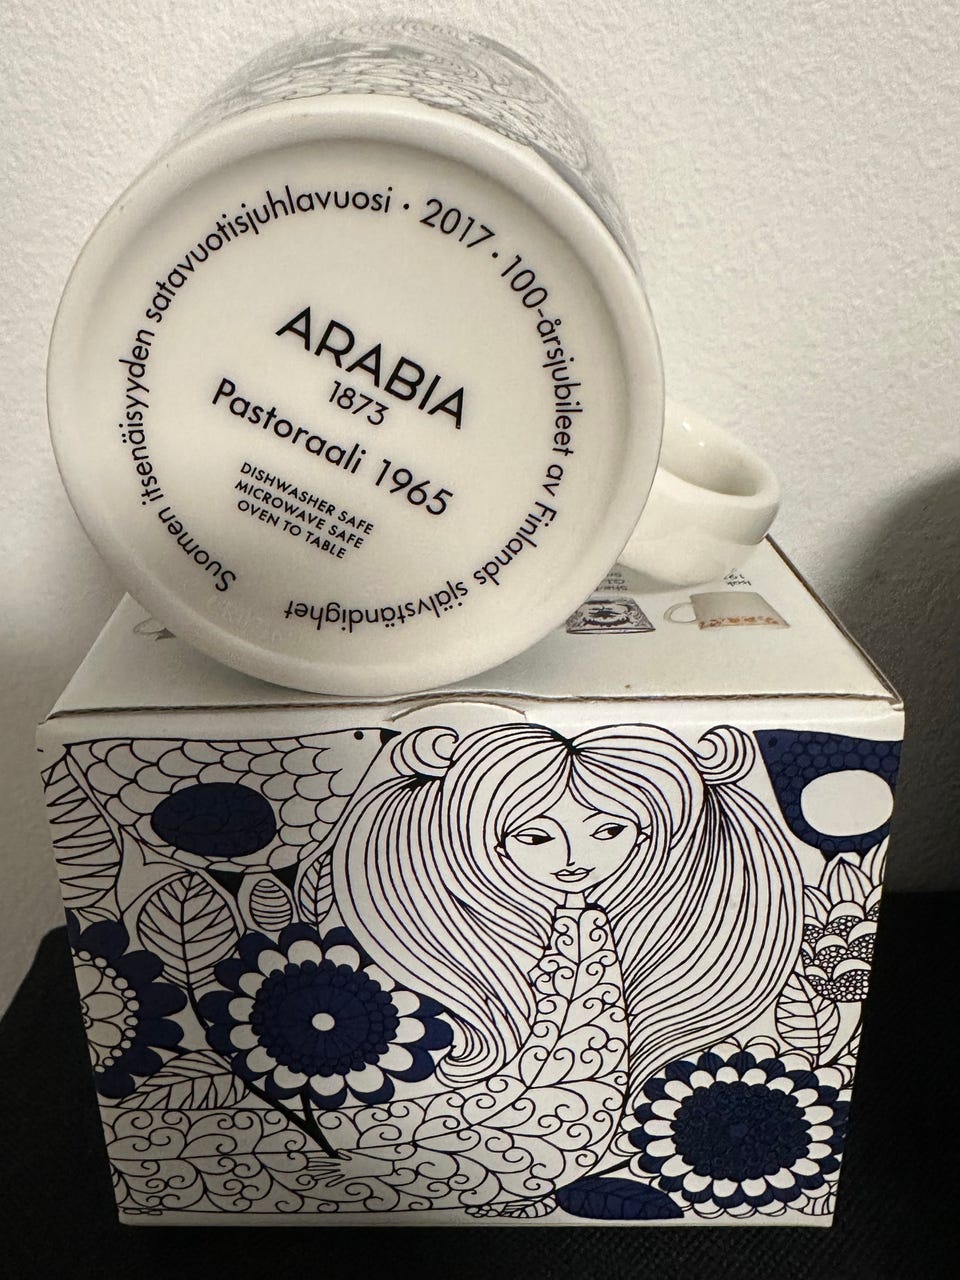 Suomen itsenäisyyden satavuotisjuhlavuosi · 2017 · 100-årsjubileet av Finlands självständighet
ARABIA
1873
Pastoraali 1965
DISHWASHER SAFE
MICROWAVE SAFE
OVEN TO TABLE